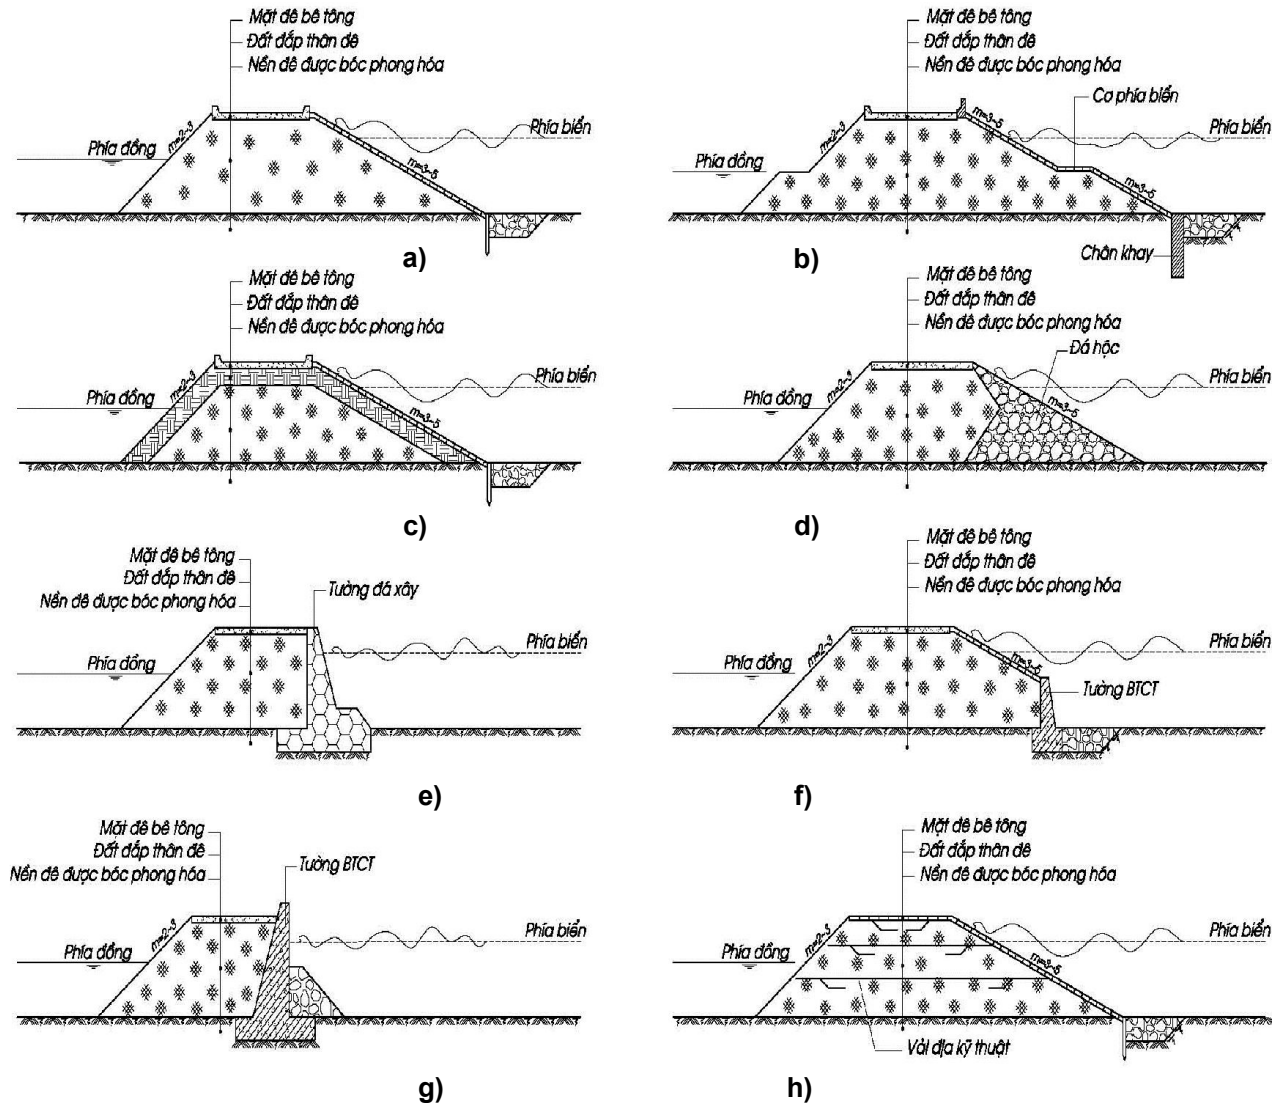 Mặt đê bê tông
Đất đắp thân đê
Nền đê được bóc phong hóa
Phía đồng
m=2-3
m=3-5
Phía biển
a)
Mặt đê bê tông
Đất đắp thân đê
Nền đê được bóc phong hóa
Cơ phía biển
Phía đồng
m=2-3
m=3-5
m=3-5
Phía biển
Chân khay
b)
Mặt đê bê tông
Đất đắp thân đê
Nền đê được bóc phong hóa
Phía đồng
m=2-3
m=3-5
Phía biển
c)
Mặt đê bê tông
Đất đắp thân đê
Nền đê được bóc phong hóa
Đá hộc
Phía đồng
m=2-3
m=3-5
Phía biển
d)
Mặt đê bê tông
Đất đắp thân đê
Nền đê được bóc phong hóa
Tường đá xây
Phía đồng
Phía biển
e)
Mặt đê bê tông
Đất đắp thân đê
Nền đê được bóc phong hóa
Phía đồng
m=2-3
m=3-5
Phía biển
Tường BTCT
f)
Mặt đê bê tông
Đất đắp thân đê
Nền đê được bóc phong hóa
Tường BTCT
Phía đồng
m=2-3
Phía biển
g)
Mặt đê bê tông
Đất đắp thân đê
Nền đê được bóc phong hóa
Phía đồng
m=2-3
m=3-5
Phía biển
Vải địa kỹ thuật
h)